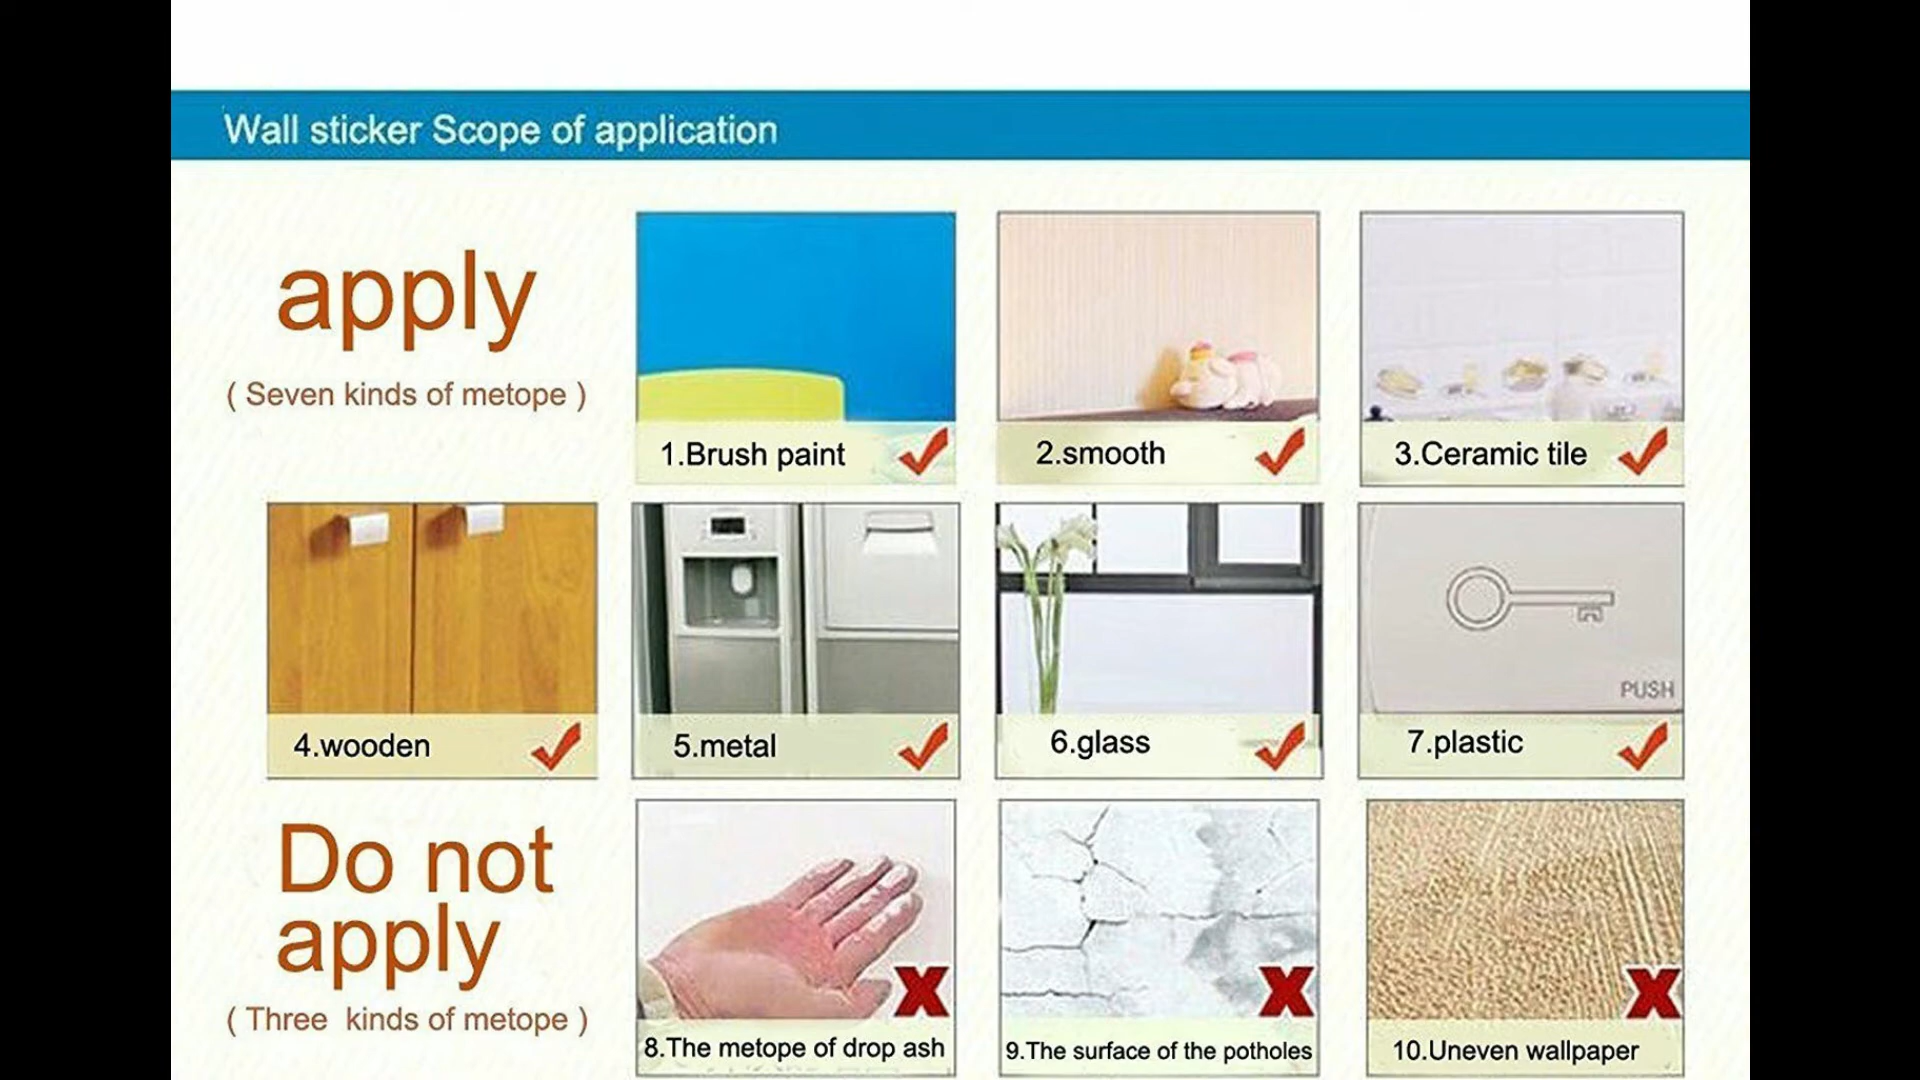 Wall sticker Scope of application
apply
( Seven kinds of metope )
1.Brush paint
2.smooth
3.Ceramic tile
4.wooden
5.metal
6.glass
PUSH
7.plastic
Do not
apply
( Three kinds of metope )
8.The metope of drop ash
9.The surface of the potholes
10.Uneven wallpaper